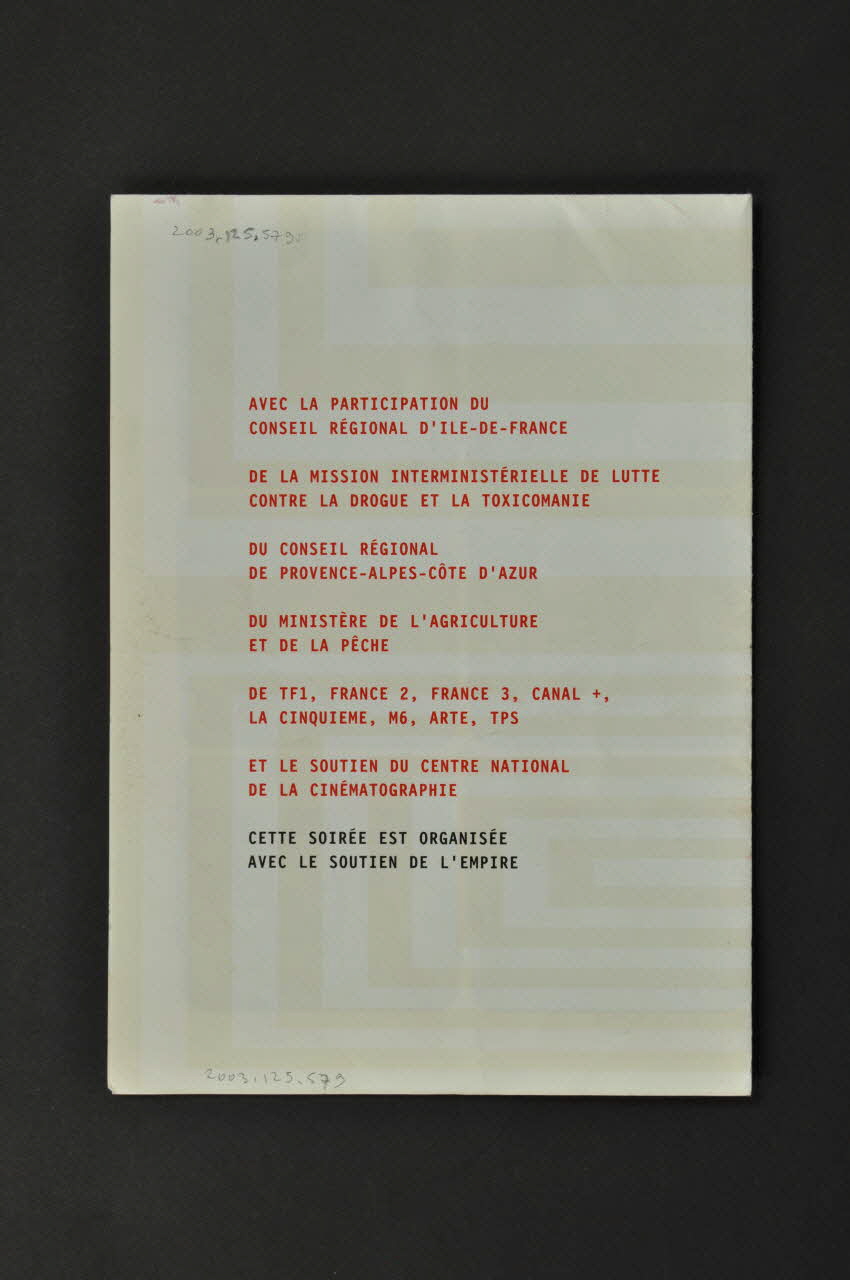 2003.125.579
AVEC LA PARTICIPATION DU
CONSEIL RÉGIONAL D'ILE-DE-FRANCE
DE LA MISSION INTERMINISTÉRIELLE DE LUTTE
CONTRE LA DROGUE ET LA TOXICOMANIE
DU CONSEIL RÉGIONAL
DE PROVENCE-ALPES-CÔTE D'AZUR
DU MINISTÈRE DE L'AGRICULTURE
ET DE LA PÊCHE
DE TF1, FRANCE 2, FRANCE 3, CANAL +,
LA CINQUIEME, M6, ARTE, TPS
ET LE SOUTIEN DU CENTRE NATIONAL
DE LA CINÉMATOGRAPHIE
CETTE SOIRÉE EST ORGANISÉE
AVEC LE SOUTIEN DE L'EMPIRE
2003.125.579